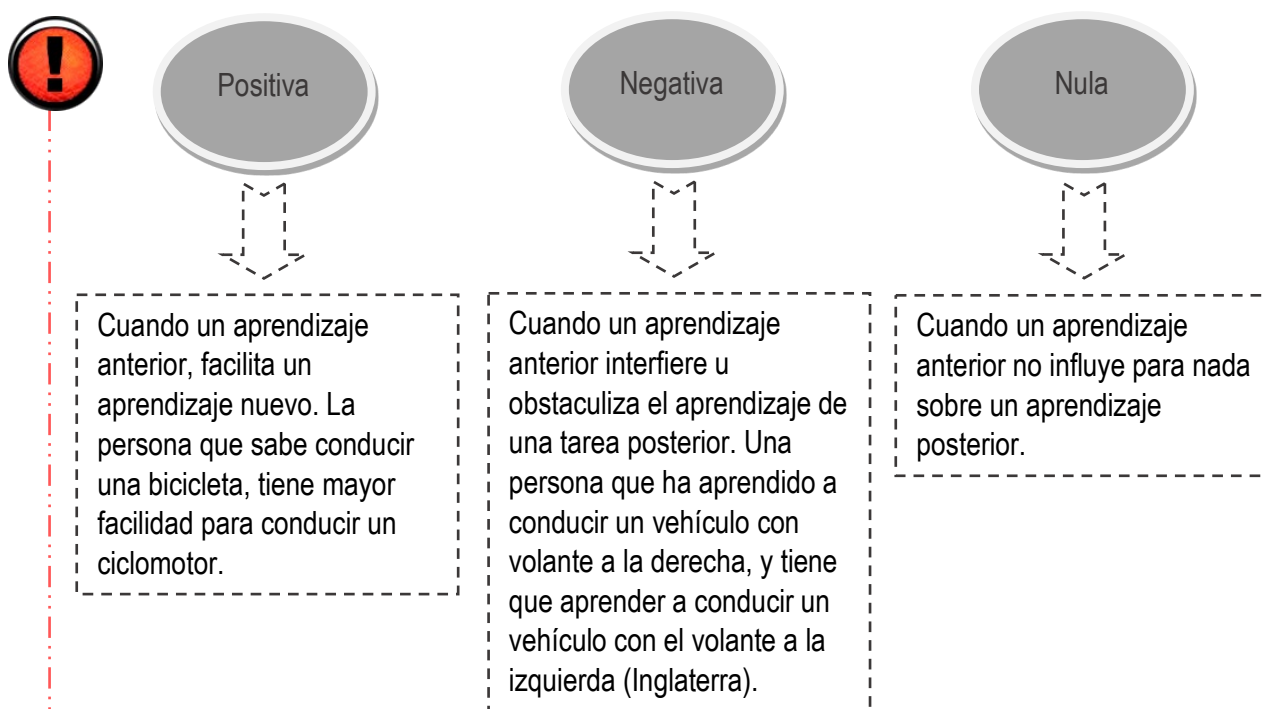 !
Positiva
Negativa
Nula
Cuando un aprendizaje
anterior, facilita un
aprendizaje nuevo. La
persona que sabe conducir
una bicicleta, tiene mayor
facilidad para conducir un
ciclomotor.
Cuando un aprendizaje
anterior interfiere u
obstaculiza el aprendizaje de
una tarea posterior. Una
persona que ha aprendido a
conducir un vehículo con
volante a la derecha, y tiene
que aprender a conducir un
vehículo con el volante a la
izquierda (Inglaterra).
Cuando un aprendizaje
anterior no influye para nada
sobre un aprendizaje
posterior.